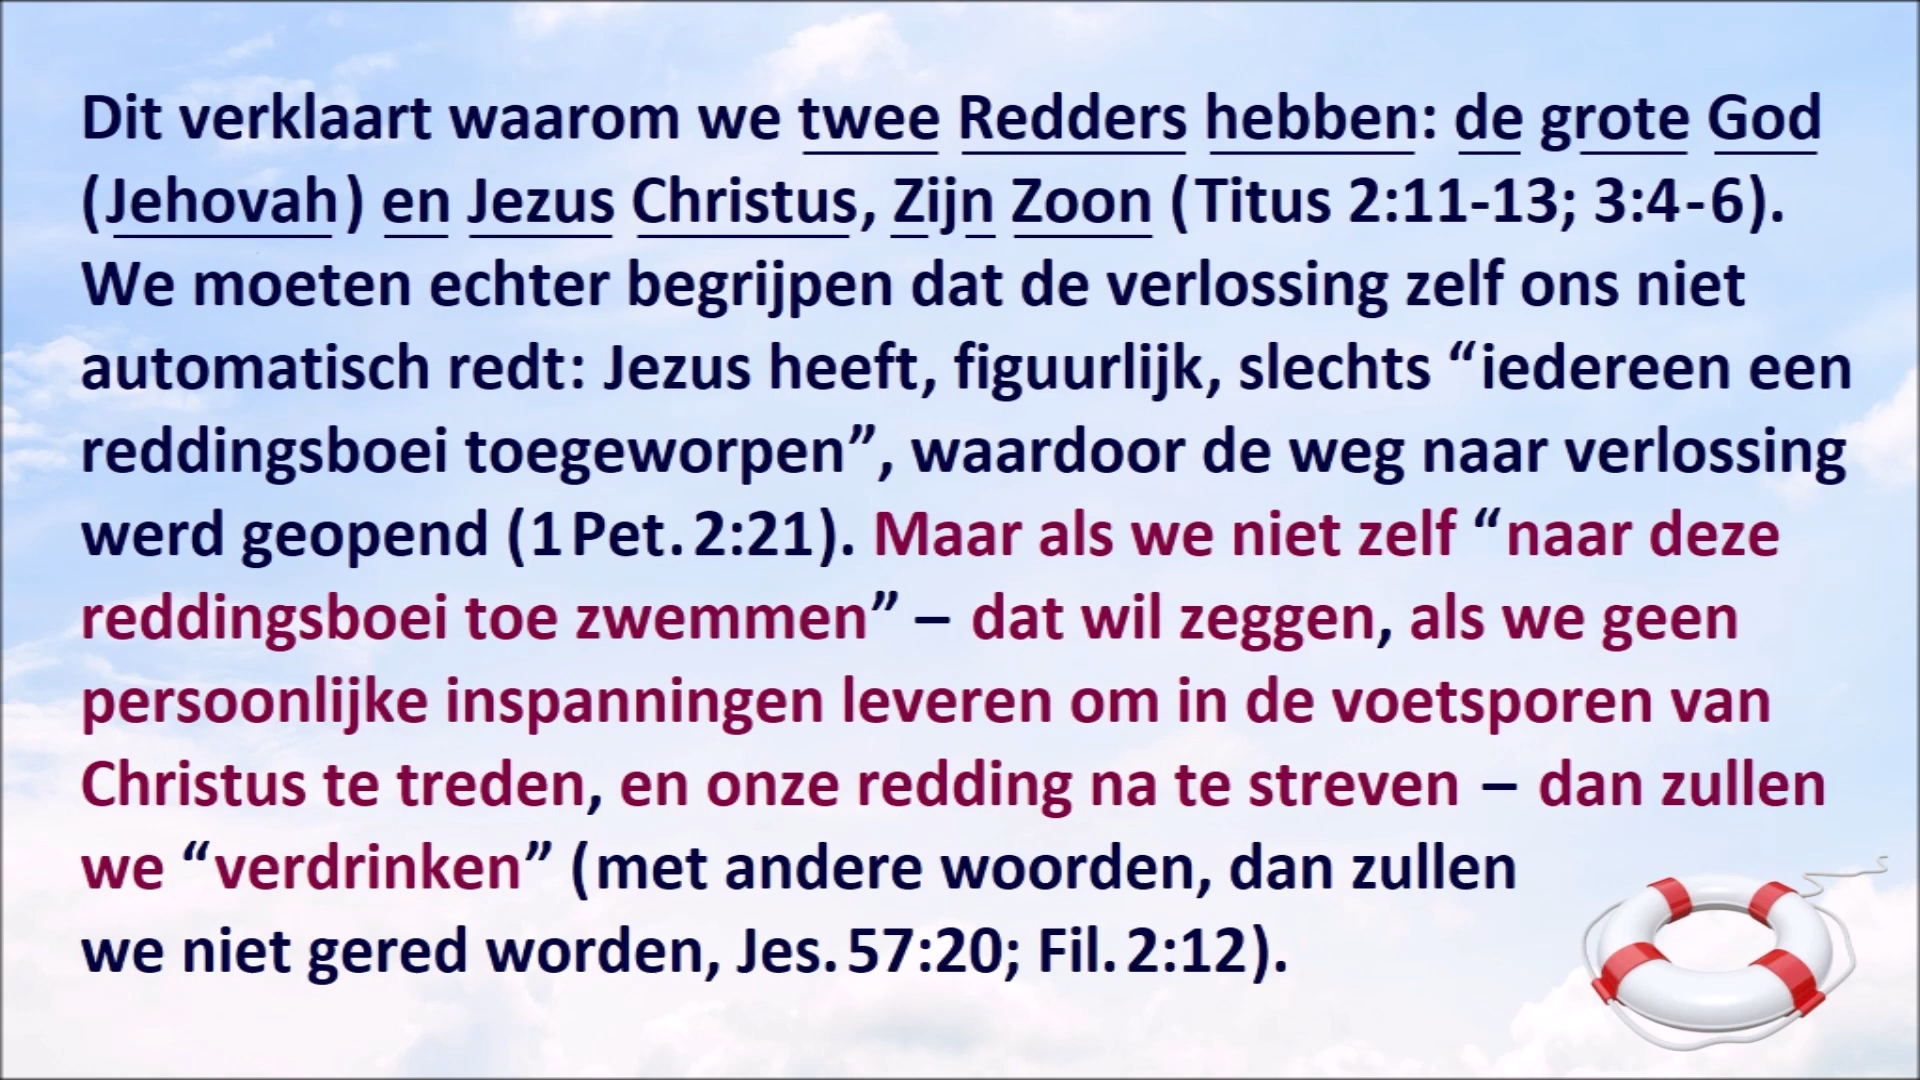 Dit verklaart waarom we twee Redders hebben: de grote God
(Jehovah) en Jezus Christus, Zijn Zoon (Titus 2:11-13; 3:4-6).
We moeten echter begrijpen dat de verlossing zelf ons niet
automatisch redt: Jezus heeft, figuurlijk, slechts “iedereen een
reddingsboei toegeworpen”, waardoor de weg naar verlossing
werd geopend (1 Pet. 2:21). Maar als we niet zelf “naar deze
reddingsboei toe zwemmen” – dat wil zeggen, als we geen
persoonlijke inspanningen leveren om in de voetsporen van
Christus te treden, en onze redding na te streven – dan zullen
we “verdrinken” (met andere woorden, dan zullen
we niet gered worden, Jes. 57:20; Fil. 2:12).